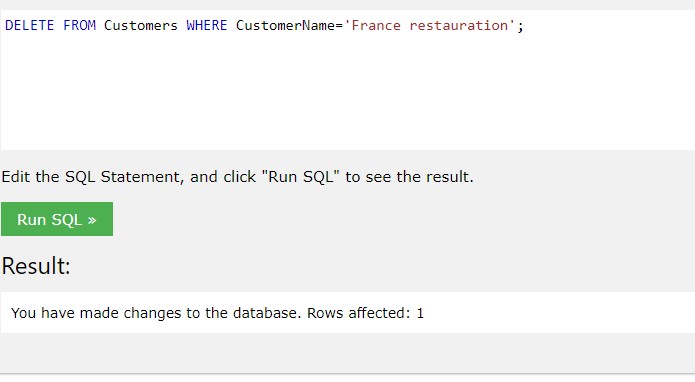 DELETE FROM Customers WHERE CustomerName='France restauration';
Edit the SQL Statement, and click "Run SQL" to see the result.
Run SQL »
Result:
You have made changes to the database. Rows affected: 1